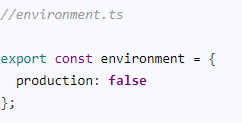 //environment.ts
export const environment = {
  production: false
};